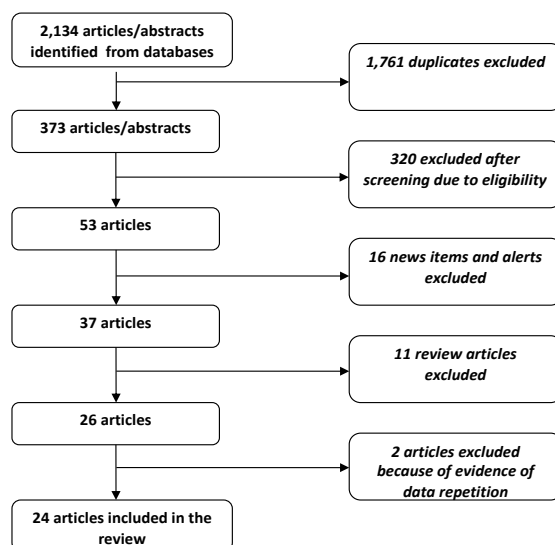 2,134 articles/abstracts
identified from databases
1,761 duplicates excluded
373 articles/abstracts
320 excluded after
screening due to eligibility
53 articles
16 news items and alerts
excluded
37 articles
11 review articles
excluded
26 articles
2 articles excluded
because of evidence of
data repetition
24 articles included in the
review